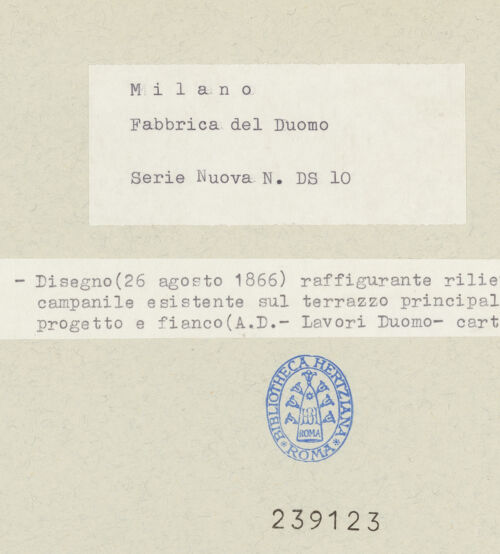 Milano
Fabbrica del Duomo
Serie Nuova N. DS 10
- Disegno(26 agosto 1866) raffigurante rilie
campanile esistente sul terrazzo principal
progetto e fianco(A.D.- Lavori Duomo- cart
BIBLIOTHECA HERTZIANA
ROMA
*ROMA*
239123